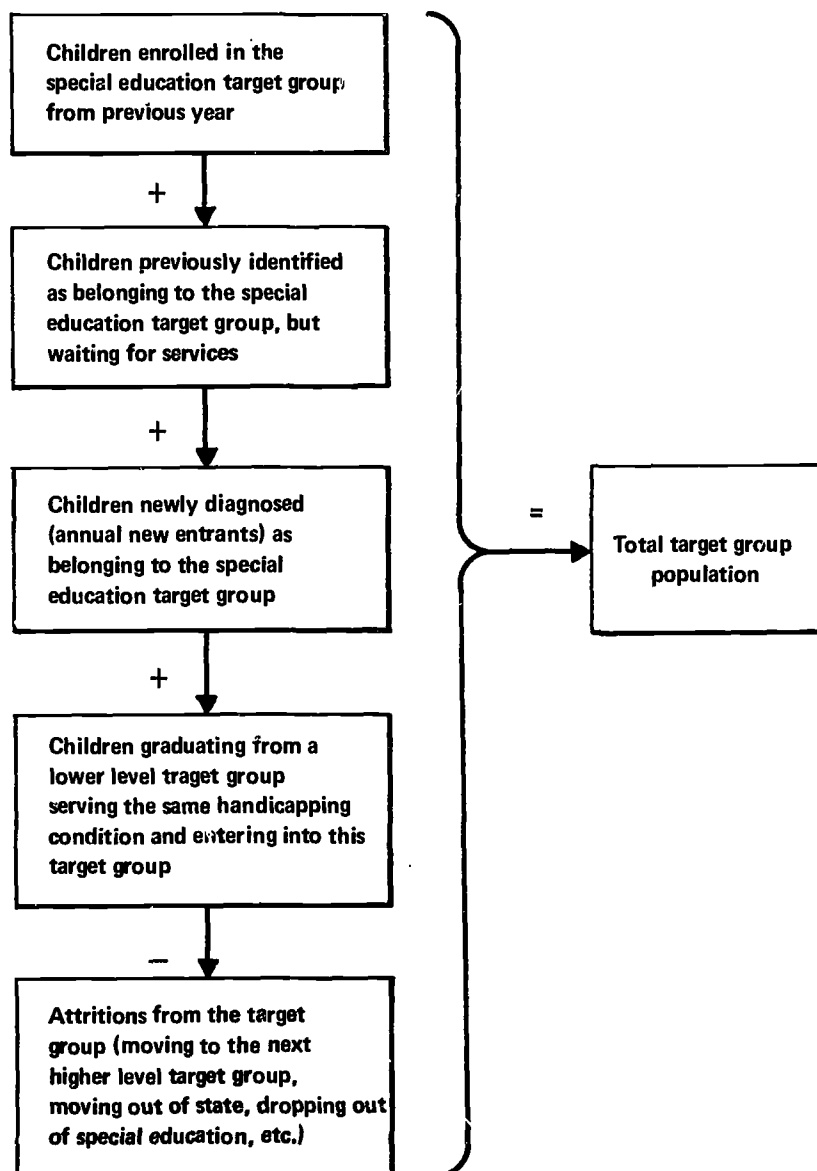 Children enrolled in the
special education target group
from previous year
+
Children previously identified
as belonging to the special
education target group, but
waiting for services
+
Children newly diagnosed
(annual new entrants) as
belonging to the special
education target group
+
Children graduating from a
lower level traget group
serving the same handicapping
condition and entering into this
target group
−
Attritions from the target
group (moving to the next
higher level target group,
moving out of state, dropping out
of special education, etc.)
=
Total target group
population